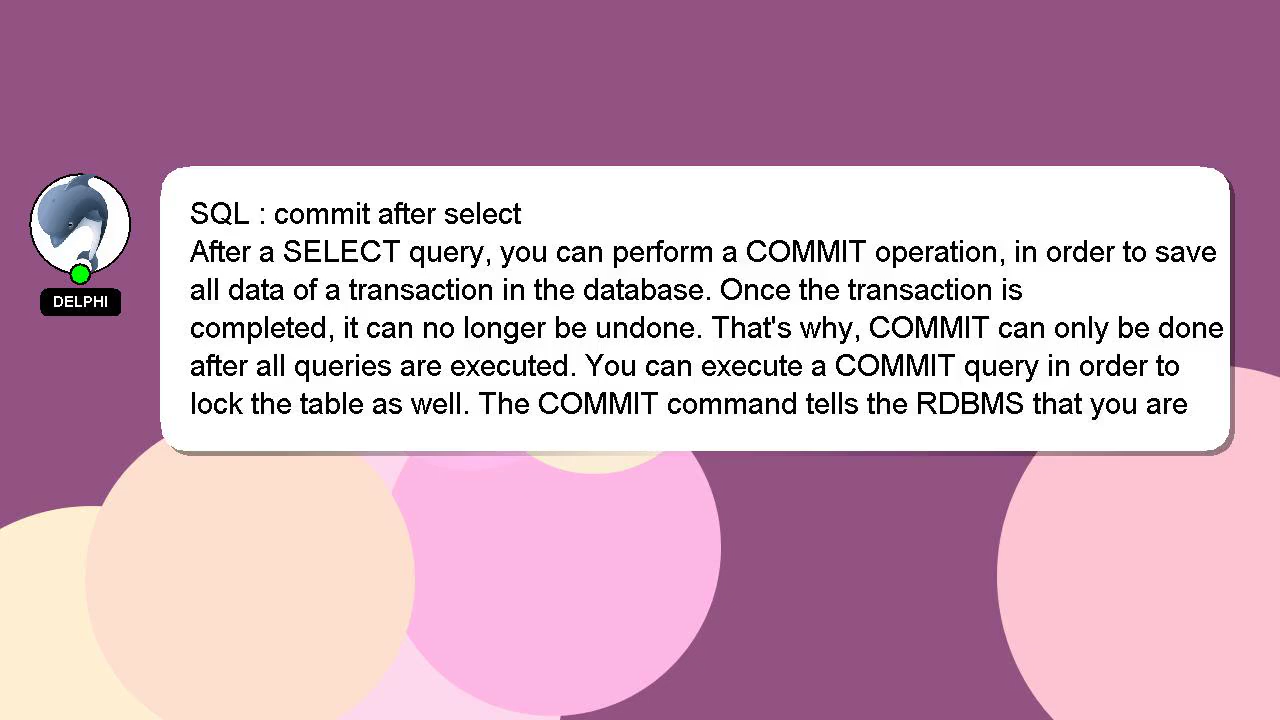 SQL : commit after select
After a SELECT query, you can perform a COMMIT operation, in order to save
all data of a transaction in the database. Once the transaction is
completed, it can no longer be undone. That's why, COMMIT can only be done
after all queries are executed. You can execute a COMMIT query in order to
lock the table as well. The COMMIT command tells the RDBMS that you are
DELPHI